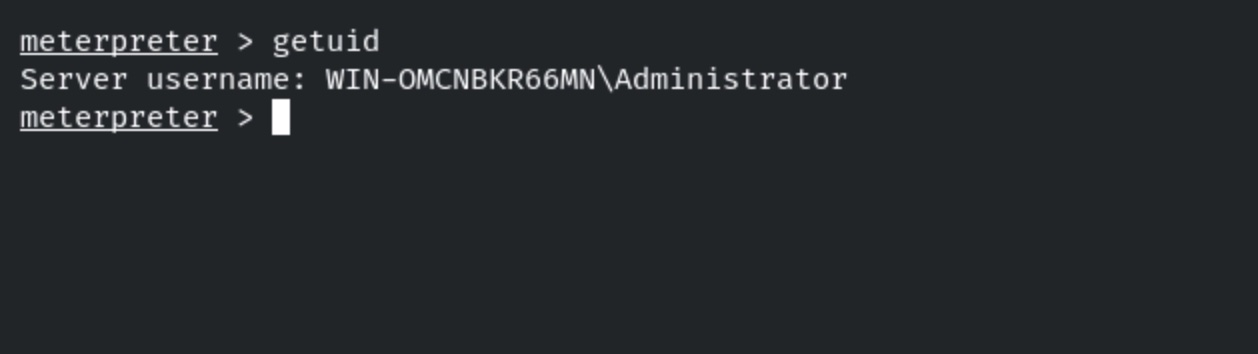 meterpreter > getuid
Server username: WIN-OMCNBKR66MN\Administrator
meterpreter >